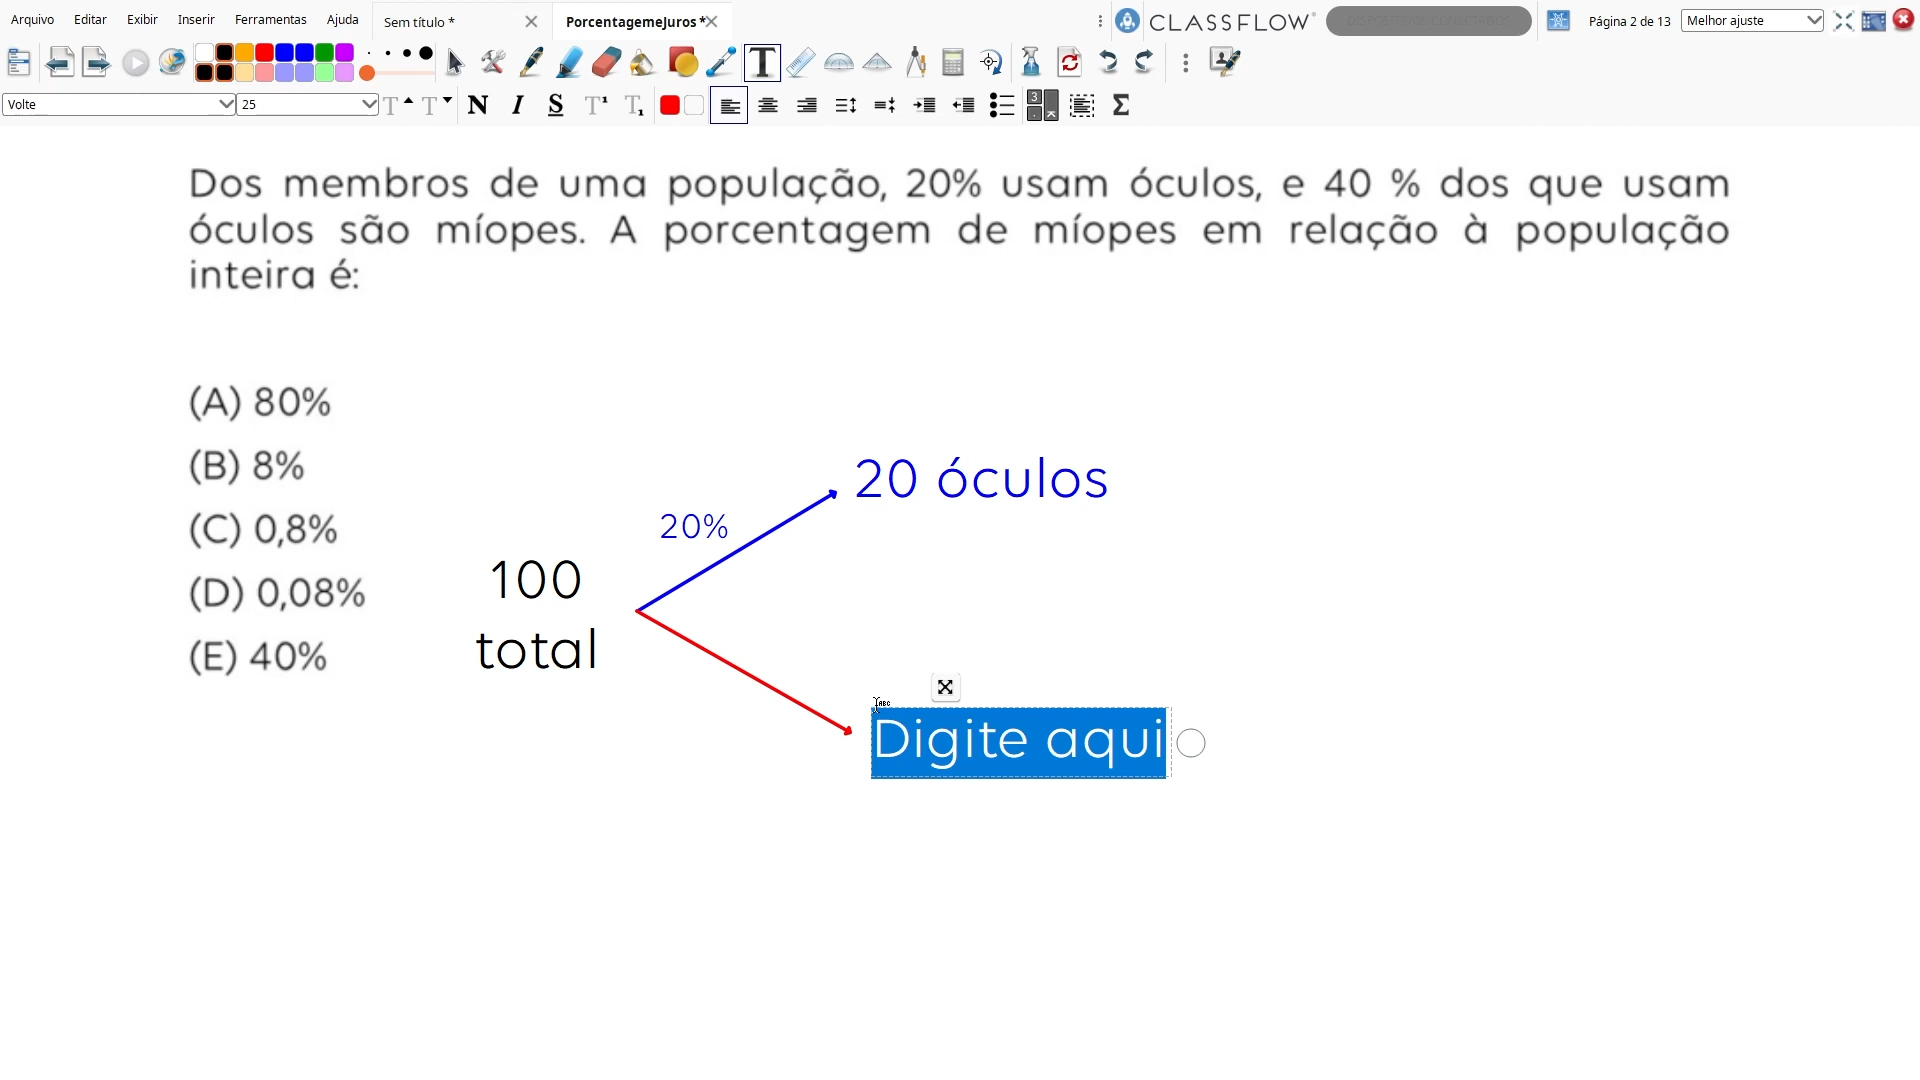 Arquivo Editar Exibir Inserir Ferramentas Ajuda
Sem título *
Porcentagemejuros *
CLASSFLOW
Página 2 de 13
Melhor ajuste
Volte
25
N I S T¹ T₁
Dos membros de uma população, 20% usam óculos, e 40 % dos que usam
óculos são míopes. A porcentagem de míopes em relação à população
inteira é:
(A) 80%
(B) 8%
(C) 0,8%
(D) 0,08%
(E) 40%
20 óculos
20%
100
total
Digite aqui